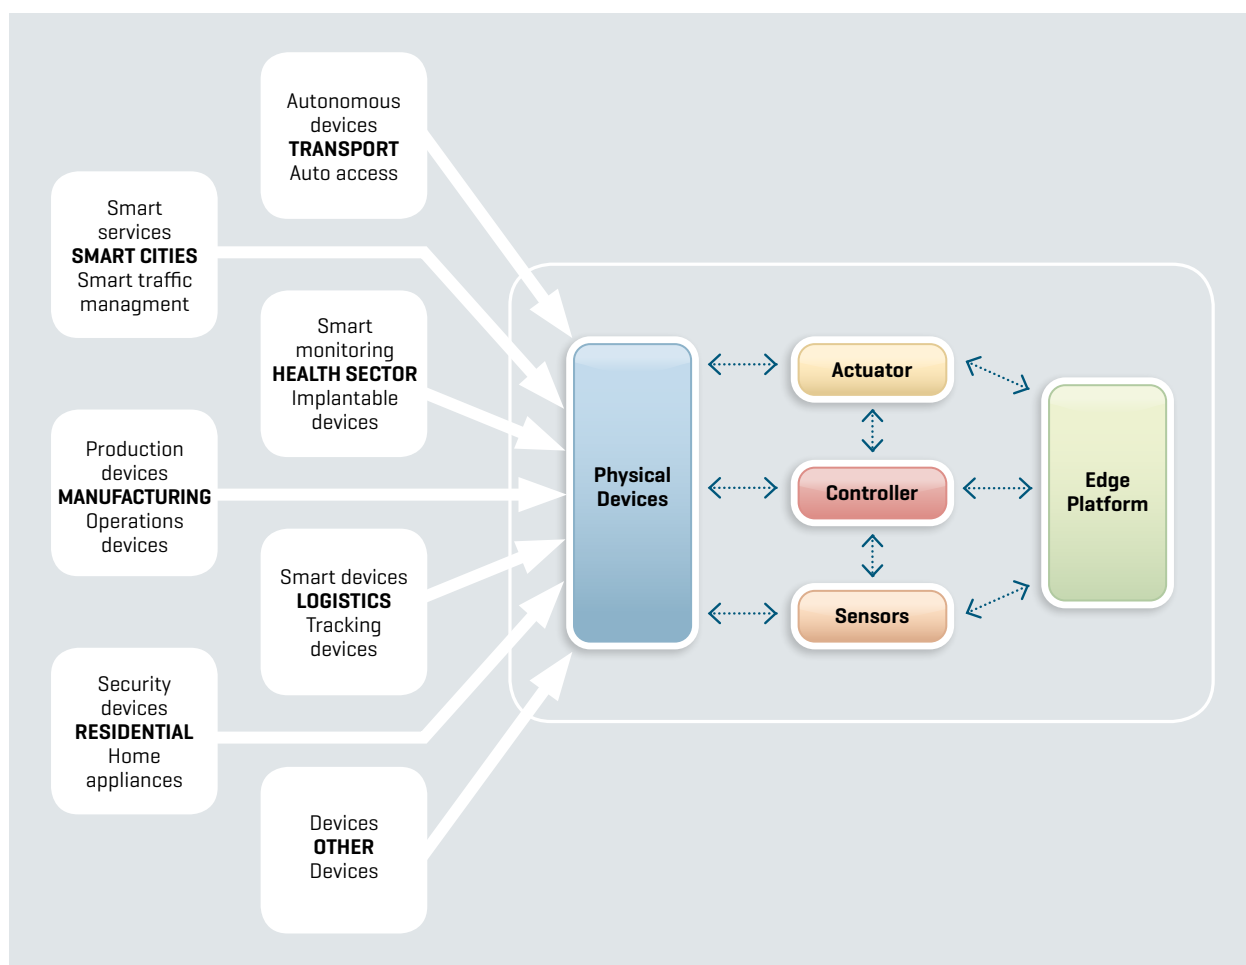 Autonomous
devices
TRANSPORT
Auto access
Smart
services
SMART CITIES
Smart traffic
managment
Smart
monitoring
HEALTH SECTOR
Implantable
devices
Production
devices
MANUFACTURING
Operations
devices
Smart devices
LOGISTICS
Tracking
devices
Security
devices
RESIDENTIAL
Home
appliances
Devices
OTHER
Devices
Physical
Devices
Actuator
Controller
Sensors
Edge
Platform